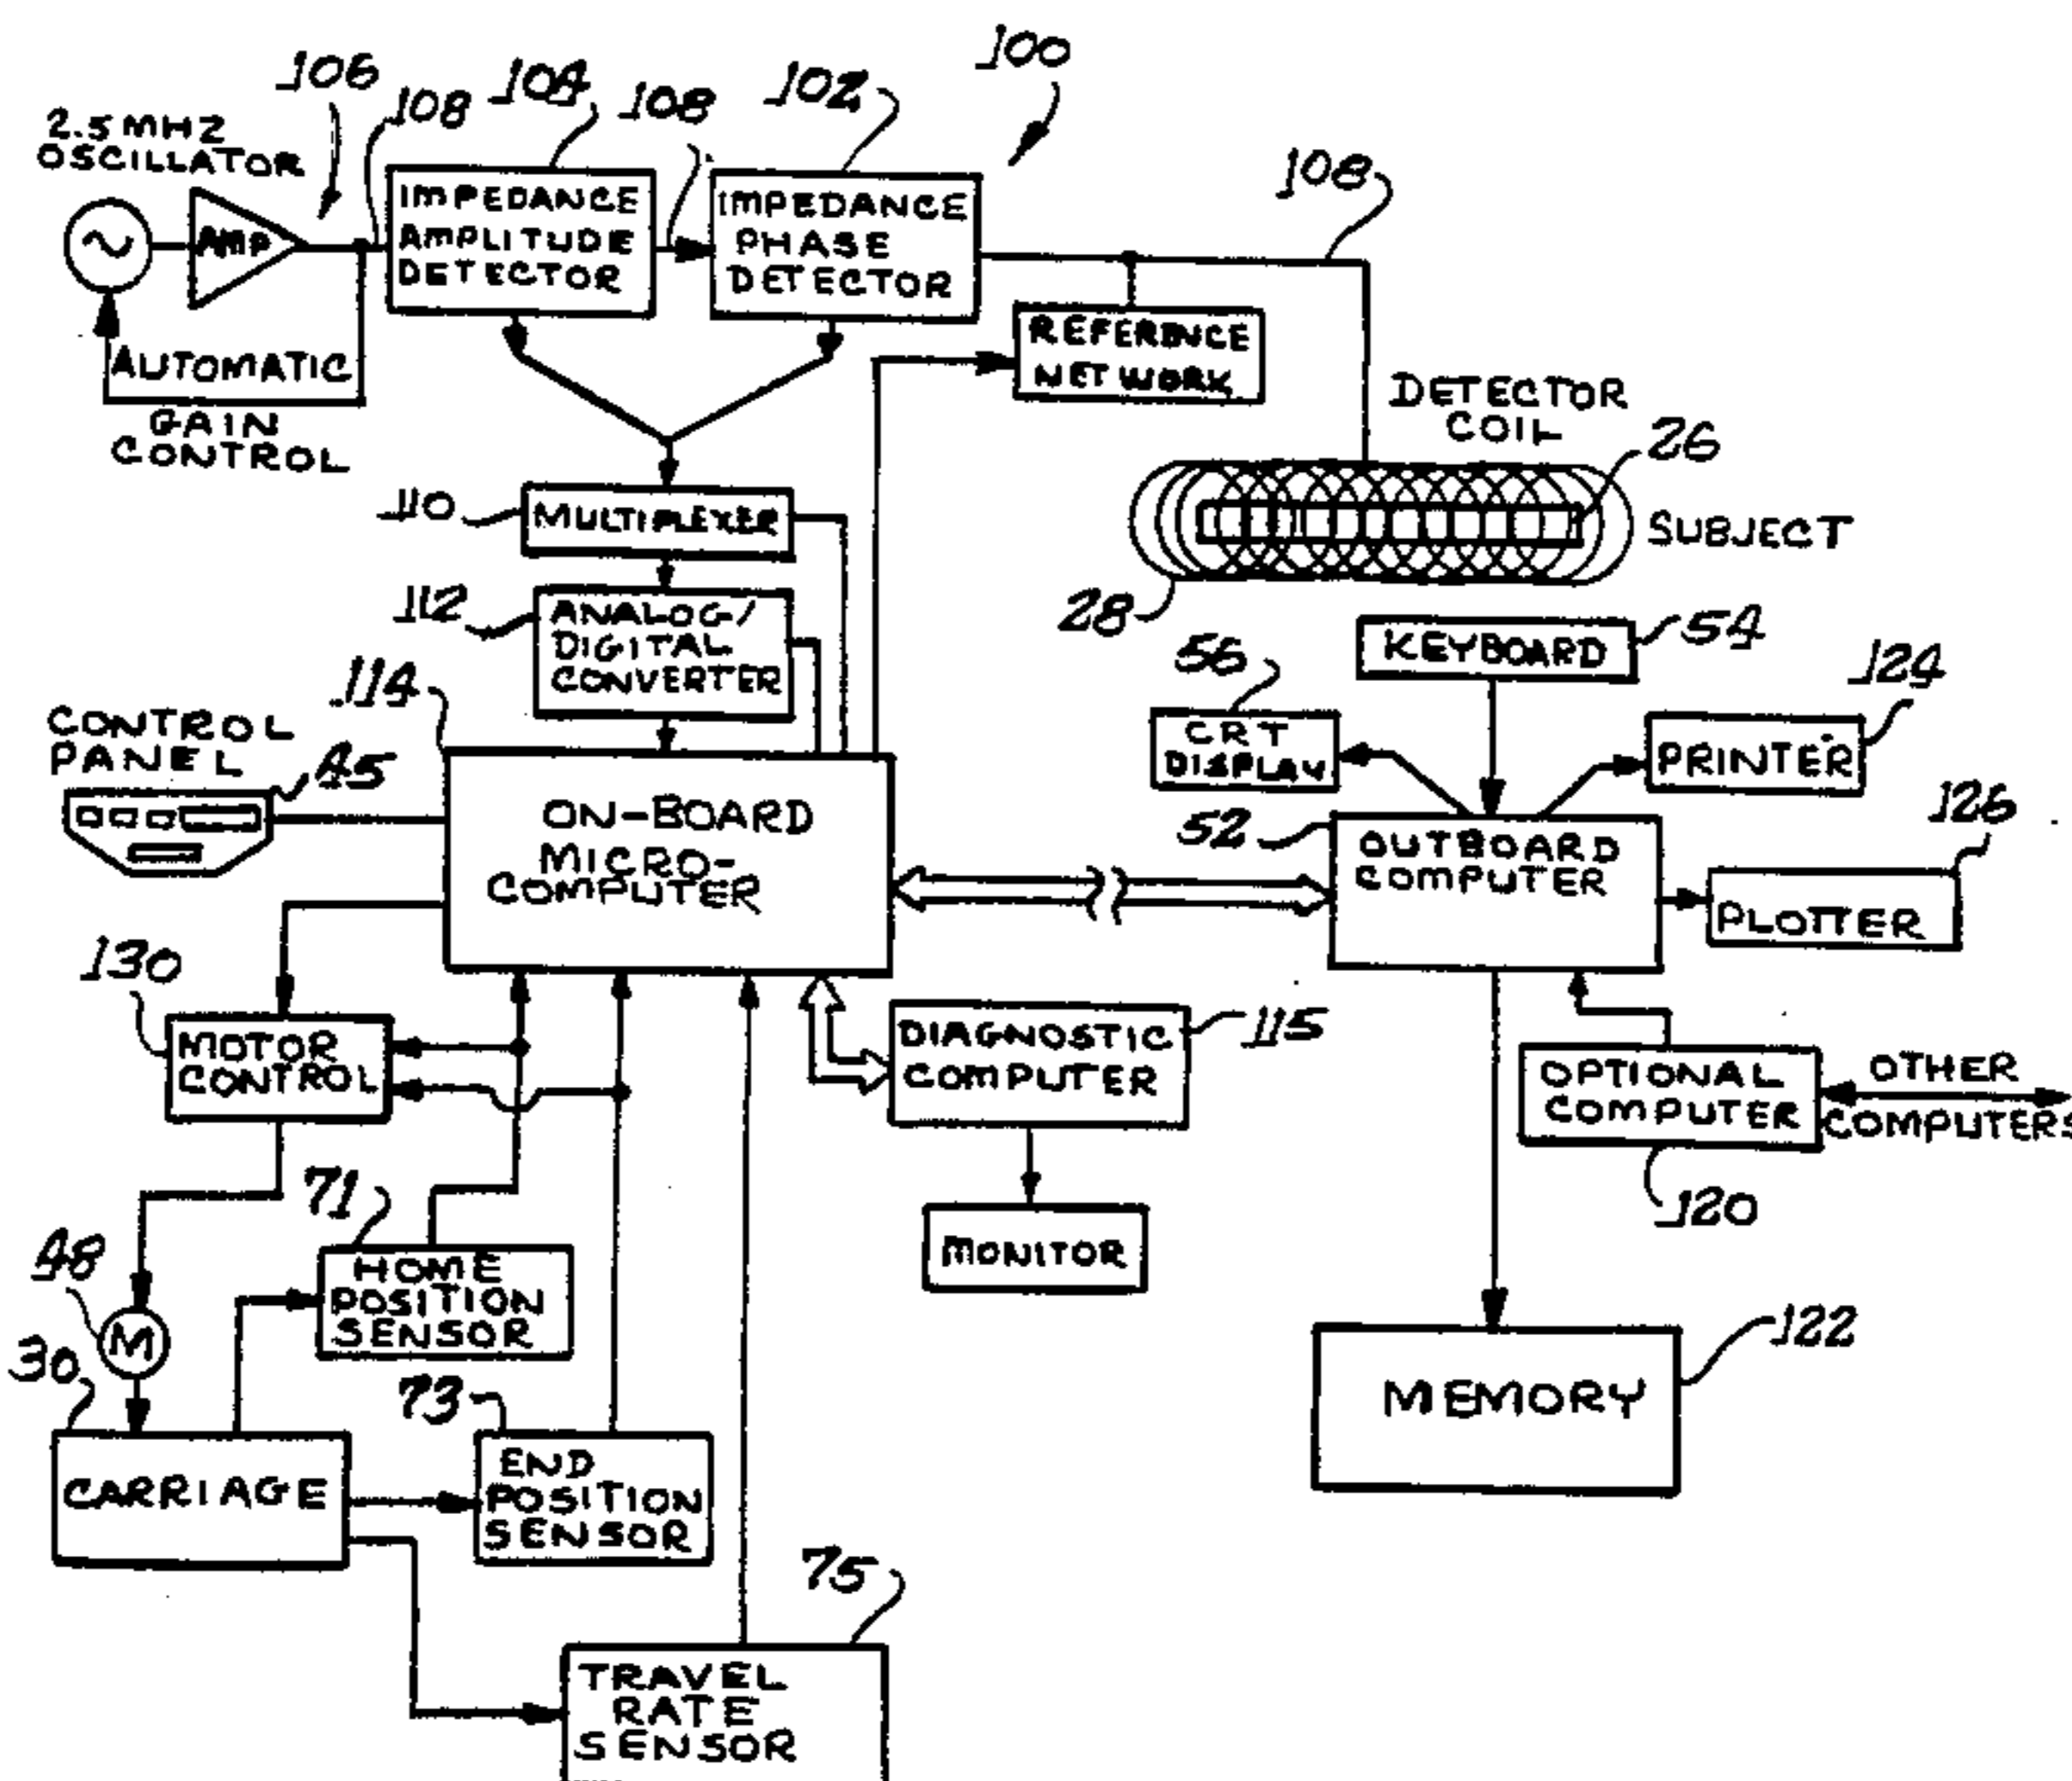 100
106
108
104
108
102
2.5 MHZ
OSCILLATOR
108
IMPEDANCE
AMPLITUDE
DETECTOR
IMPEDANCE
PHASE
DETECTOR
AMP
REFERENCE
NETWORK
AUTOMATIC
GAIN
CONTROL
DETECTOR
COIL
26
SUBJECT
28
110
MULTIPLEXER
112
ANALOG/
DIGITAL
CONVERTER
114
KEYBOARD
54
56
CRT
DISPLAY
124
PRINTER
CONTROL
PANEL
45
ON-BOARD
MICRO-
COMPUTER
52
OUTBOARD
COMPUTER
126
PLOTTER
130
MOTOR
CONTROL
DIAGNOSTIC
COMPUTER
115
OPTIONAL
COMPUTER
OTHER
COMPUTERS
120
MONITOR
71
HOME
POSITION
SENSOR
48
M
30
CARRIAGE
73
END
POSITION
SENSOR
122
MEMORY
75
TRAVEL
RATE
SENSOR